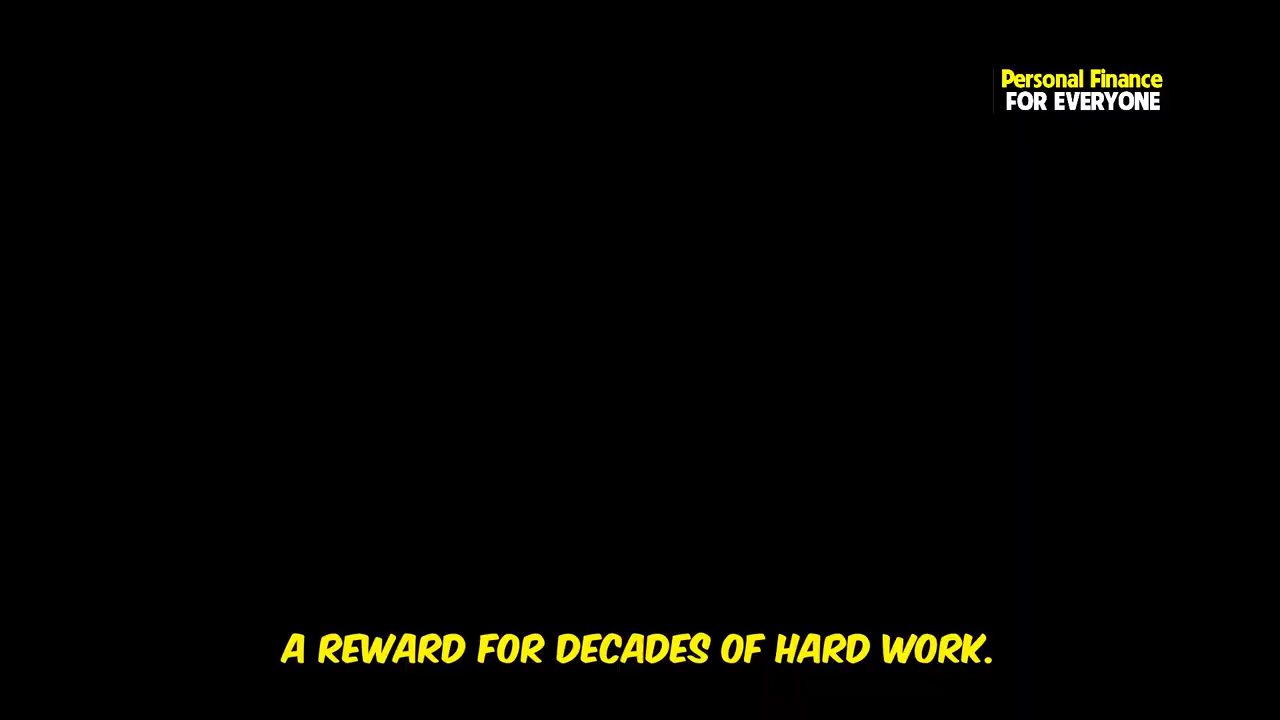 Personal Finance
FOR EVERYONE
A REWARD FOR DECADES OF HARD WORK.